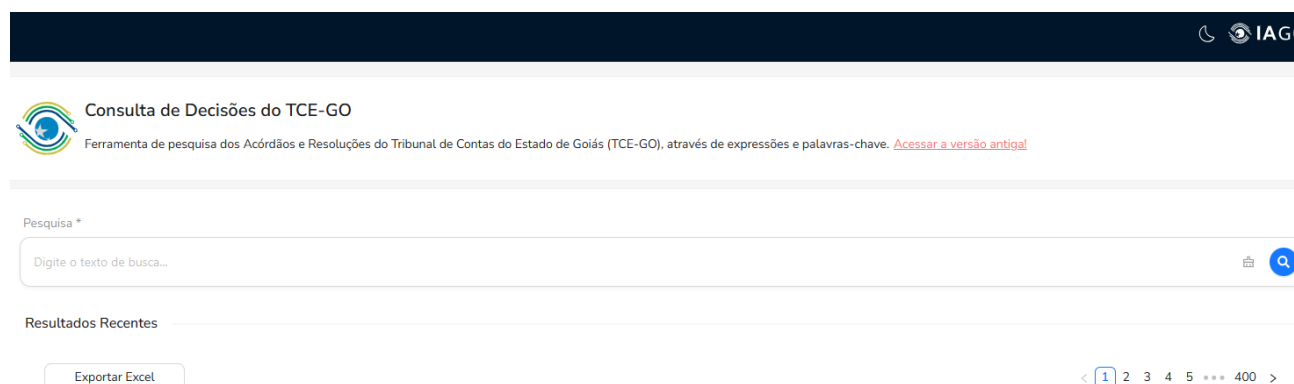 IAG
Consulta de Decisões do TCE-GO
Ferramenta de pesquisa dos Acórdãos e Resoluções do Tribunal de Contas do Estado de Goiás (TCE-GO), através de expressões e palavras-chave. Acessar a versão antiga!
Pesquisa *
Digite o texto de busca...
Resultados Recentes
Exportar Excel < 1 2 3 4 5 ••• 400 >